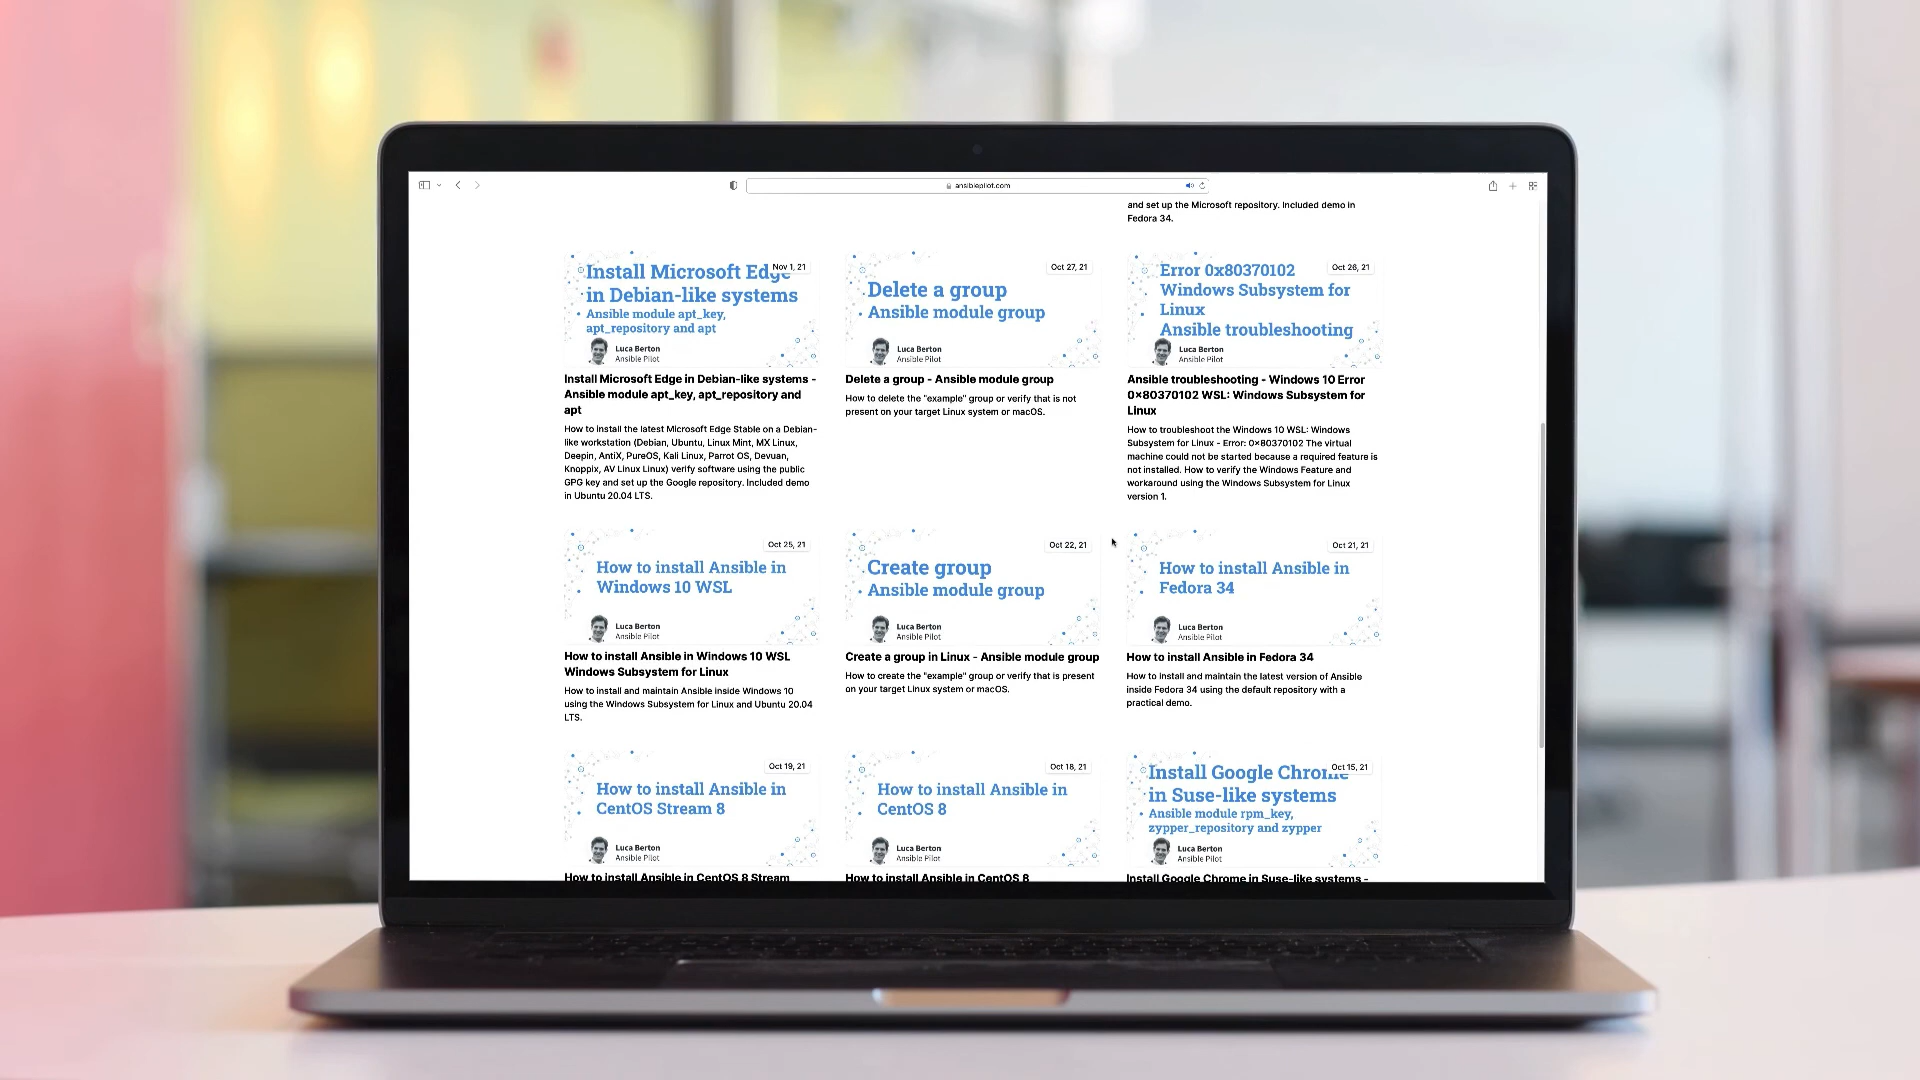 ansiblepilot.com
and set up the Microsoft repository. Included demo in
Fedora 34.
Install Microsoft Edge
in Debian-like systems
Ansible module apt_key,
apt_repository and apt
Nov 1, 21
Luca Berton
Ansible Pilot
Install Microsoft Edge in Debian-like systems -
Ansible module apt_key, apt_repository and
apt
How to install the latest Microsoft Edge Stable on a Debian-
like workstation (Debian, Ubuntu, Linux Mint, MX Linux,
Deepin, AntiX, PureOS, Kali Linux, Parrot OS, Devuan,
Knoppix, AV Linux Linux) verify software using the public
GPG key and set up the Google repository. Included demo
in Ubuntu 20.04 LTS.
Delete a group
Ansible module group
Oct 27, 21
Luca Berton
Ansible Pilot
Delete a group - Ansible module group
How to delete the "example" group or verify that is not
present on your target Linux system or macOS.
Error 0x80370102
Windows Subsystem for
Linux
Ansible troubleshooting
Oct 26, 21
Luca Berton
Ansible Pilot
Ansible troubleshooting - Windows 10 Error
0x80370102 WSL: Windows Subsystem for
Linux
How to troubleshoot the Windows 10 WSL: Windows
Subsystem for Linux - Error: 0x80370102 The virtual
machine could not be started because a required feature is
not installed. How to verify the Windows Feature and
workaround using the Windows Subsystem for Linux
version 1.
How to install Ansible in
Windows 10 WSL
Oct 25, 21
Luca Berton
Ansible Pilot
How to install Ansible in Windows 10 WSL
Windows Subsystem for Linux
How to install and maintain Ansible inside Windows 10
using the Windows Subsystem for Linux and Ubuntu 20.04
LTS.
Create group
Ansible module group
Oct 22, 21
Luca Berton
Ansible Pilot
Create a group in Linux - Ansible module group
How to create the "example" group or verify that is present
on your target Linux system or macOS.
How to install Ansible in
Fedora 34
Oct 21, 21
Luca Berton
Ansible Pilot
How to install Ansible in Fedora 34
How to install and maintain the latest version of Ansible
inside Fedora 34 using the default repository with a
practical demo.
How to install Ansible in
CentOS Stream 8
Oct 19, 21
Luca Berton
Ansible Pilot
How to install Ansible in CentOS 8 Stream
How to install Ansible in
CentOS 8
Oct 18, 21
Luca Berton
Ansible Pilot
How to install Ansible in CentOS 8
Install Google Chrome
in Suse-like systems
Ansible module rpm_key,
zypper_repository and zypper
Oct 15, 21
Luca Berton
Ansible Pilot
Install Google Chrome in Suse-like systems -